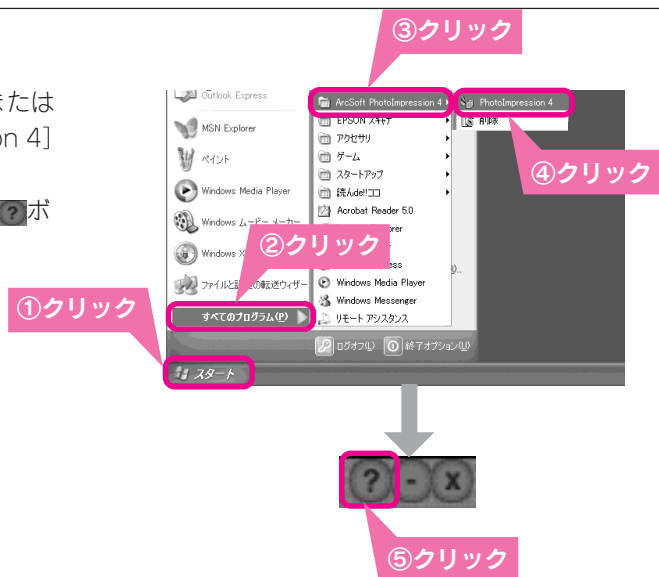 ③クリック
または
on 4]
?ボ
Outlook Express
MSN Explorer
ペイント
Windows Media Player
Windows ムービー メーカー
Windows X
ファイルと設定の転送ウィザー
すべてのプログラム(P)
ArcSoft PhotoImpression 4
EPSON スキャナ
アクセサリ
ゲーム
スタートアップ
読んde!!ココ
Acrobat Reader 5.0
orer
ess
Windows Media Player
Windows Messenger
リモート アシスタンス
PhotoImpression 4
削除
④クリック
②クリック
①クリック
ログオフ(L)
終了オプション(U)
スタート
? - x
⑤クリック